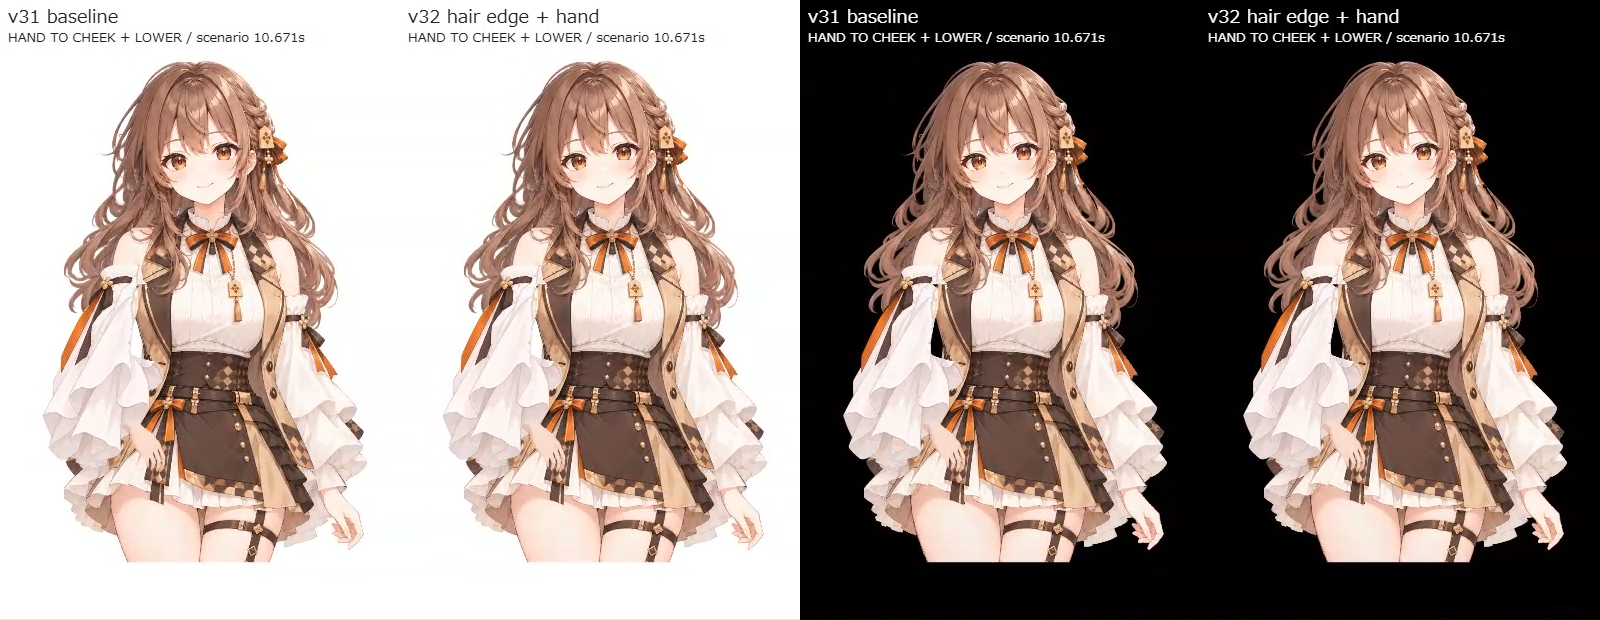 v31 baseline
HAND TO CHEEK + LOWER / scenario 10.671s
v32 hair edge + hand
HAND TO CHEEK + LOWER / scenario 10.671s
v31 baseline
HAND TO CHEEK + LOWER / scenario 10.671s
v32 hair edge + hand
HAND TO CHEEK + LOWER / scenario 10.671s